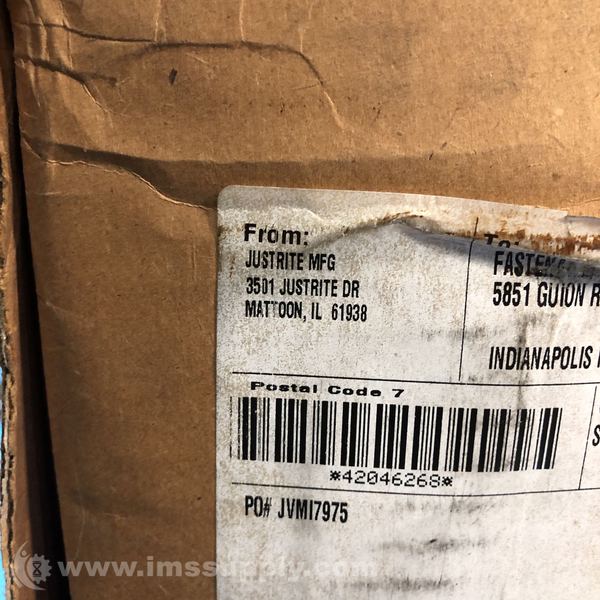 From:
JUSTRITE MFG
3501 JUSTRITE DR
MATTOON, IL 61938
To:
5851 GUION R
INDIANAPOLIS
Postal Code 7
*42046268*
S
PO# JVMI7975
www.imssupply.com